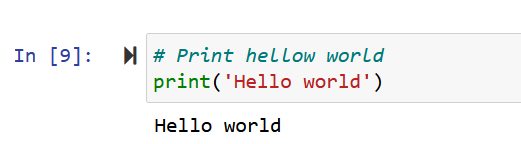 In [9]: # Print hellow world
print('Hello world')
Hello world